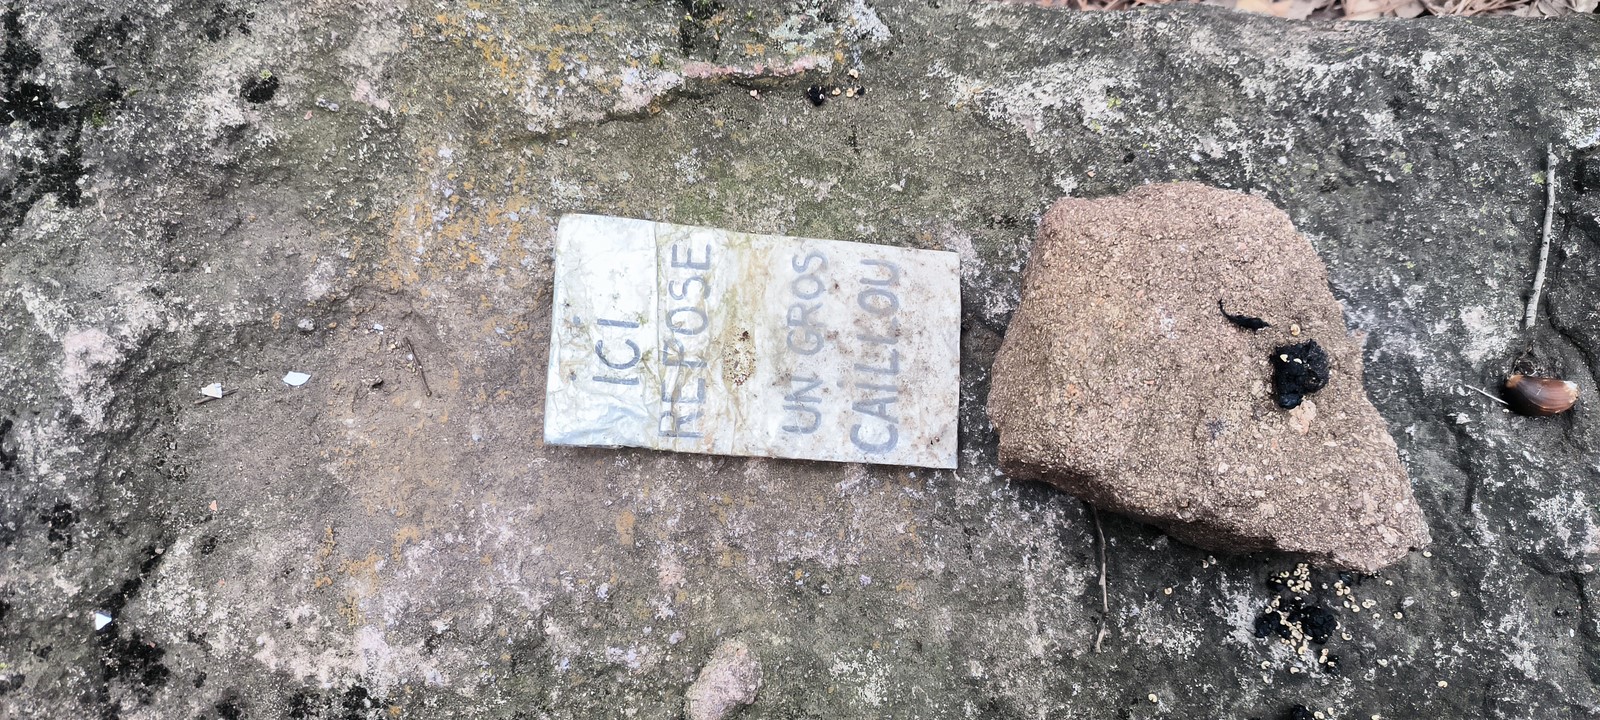 ICI
REPOSE
UN GROS
CAILLOU